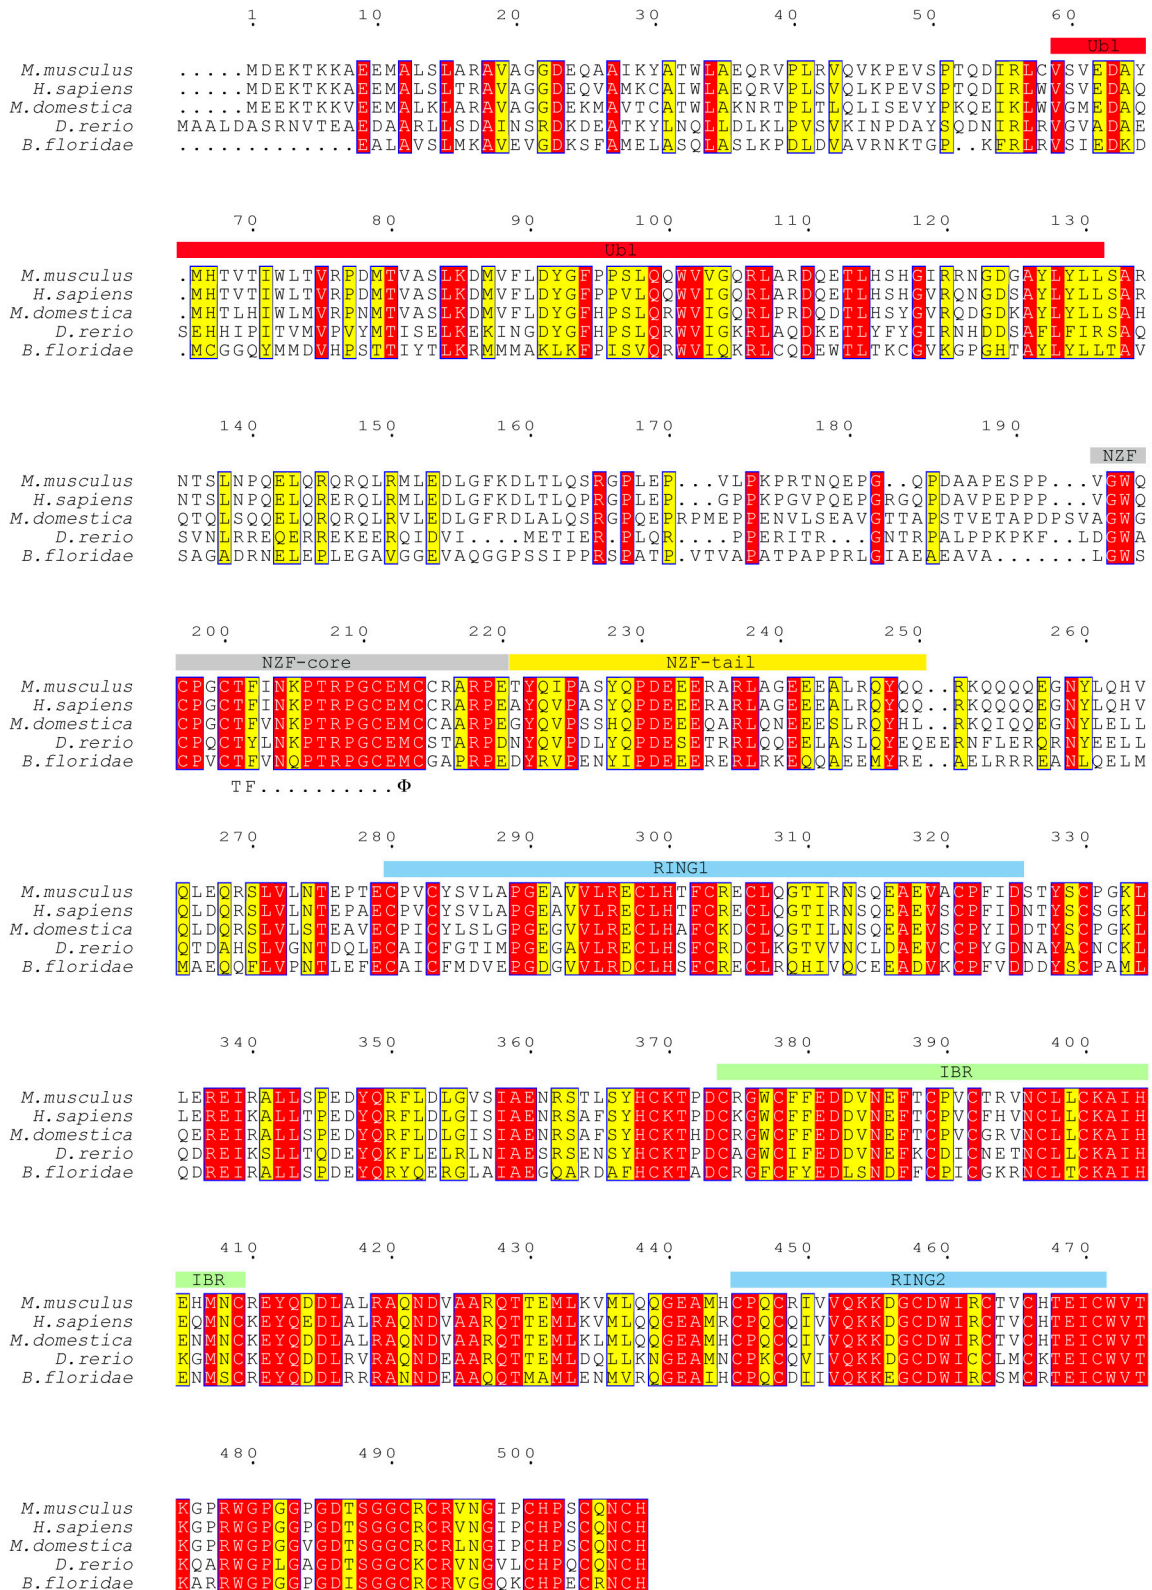 1 10 20 30 40 50 60
Ubl
M.musculus .....MDEKTKKAEEMALSLARAVAGGDEQAAIKYATWLAEQRVPLRVQVKPEVSPTQDIRLCVSVEDAY
H.sapiens .....MDEKTKKAEEMALSLTRAVAGGDEQVAMKCAIWLAEQRVPLSVQLKPEVSPTQDIRLWVSVEDAQ
M.domestica .....MEEKTKKVEEMALKLARAVAGGDEKMAVTCATWLAKNRTPLTLQLISEVYPKQEIKLWVGMEDAQ
D.rerio MAALDASRNVTEAEDAARLLSDAINSRDKDEATKYLNQLLDLKLPVSVKINPDAYSQDNIRLRVGVADAE
B.floridae .............EALAVSLMKAVEVGDKSFAMELASQLASLKPDLDVAVRNKTGP..KFRLRVSIEDKD
70 80 90 100 110 120 130
Ubl
M.musculus .MHTVTIWLTVRPDMTVASLKDMVFLDYGFPPSLQQWVVGQRLARDQETLHSHGIRRNGDGAYLYLLSAR
H.sapiens .MHTVTIWLTVRPDMTVASLKDMVFLDYGFPPVLQQWVIGQRLARDQETLHSHGVRQNGDSAYLYLLSAR
M.domestica .MHTLHIWLMVRPNMTVASLKDMVFLDYGFHPSLQRWVIGQRLPRDQDTLHSYGVRQDGDKAYLYLLSAH
D.rerio SEHHIPITVMVPVYMTISELKEKINGDYGFHPSLQRWVIGKRLAQDKETLYFYGIRNHDDSAFLFIRSAQ
B.floridae .MCGGQYMMDVHPSTTIYTLKRMMMAKLKFPISVQRWVIQKRLCQDEWTLTKCGVKGPGHTAYLYLLTAV
140 150 160 170 180 190
NZF
M.musculus NTSLNPQELQRQRQLRMLEDLGFKDLTLQSRGPLEP...VLPKPRTNQEPG..QPDAAPESPPP...VGWQ
H.sapiens NTSLNPQELQRERQLRMLEDLGFKDLTLQPRGPLEP...GPPKPGVPQEPGRGQPDAVPEPPP....VGWQ
M.domestica QTQLSQQELQRQRQLRVLEDLGFRDLALQSRGPQEPRPMEPPENVLSEAVGTTAPSTVETAPDPSVAGWG
D.rerio SVNLRREQERREKEERQIDVI....METIER.PLQR.....PPERITR...GNTRPALPPKPKF..LDGWA
B.floridae SAGADRNELEPLEGAVGGEVAQGGPSSIPPRSPATP.VTVAPATAPPRLGIAEAEAVA.......LGWS
200 210 220 230 240 250 260
NZF-core NZF-tail
M.musculus CPGCTFINKPTRPGCEMCCRARPETYQIPASYQPDEEERARLAGEEEALRQYQQ..RKQQQQEGNYLQHV
H.sapiens CPGCTFINKPTRPGCEMCCRARPEAYQVPASYQPDEEERARLAGEEEALRQYQQ..RKQQQQEGNYLQHV
M.domestica CPGCTFVNKPTRPGCEMCCAARPEGYQVPSSHQPDEEEQARLQNEEESLRQYHL..RKQIQQEGNYLELL
D.rerio CPQCTYLNKPTRPGCEMCSTARPDNYQVPDLYQPDESETRRLQQEELASLQYEQEERNFLERQRNYEELL
B.floridae CPVCTFVNQPTRPGCEMCGAPRPEDYRVPENYIPDEEERERLRKEQQAEEMYRE..AELRRREANLQELM
TF..........Φ
270 280 290 300 310 320 330
RING1
M.musculus QLEQRSLVLNTEPTECPVCYSVLAPGEAVVLRECLHTFCRECLQGTIRNSQEAEVACPFIDSTYSCPGKL
H.sapiens QLDQRSLVLNTEPAECPVCYSVLAPGEAVVLRECLHTFCRECLQGTIRNSQEAEVSCPFIDNTYSCSGKL
M.domestica QLDQRSLVLNTEAVECPICYLSLGPGEGVVLRECLHAFCKDCLQGTILNSQEAEVSCPYIDDTYSCPGKL
D.rerio QTDAHSLVGNTDQLECAICFGTIMPGEGAVLRECLHSFCRDCLKGTVVNCLDAEVCCPYGDNAYACNCKL
B.floridae MAEQQFLVPNTLEFECAICFMDVEPGDGVVLRDCLHSFCRECLRQHIVQCEEADVKCPFVDDDYSCPAML
340 350 360 370 380 390 400
IBR
M.musculus LEREIRALLSPEDYQRFLDLGVSIAENRSTLSYHCKTPDCRGWCFFEDDVNEFTCPVCTRVNCLLCKAIH
H.sapiens LEREIKALLTPEDYQRFLDLGISIAENRSAFSYHCKTPDCKGWCFFEDDVNEFTCPVCFHVNCLLCKAIH
M.domestica QEREIRALLSPEDYQRFLDLGISIAENRSAFSYHCKTHDCRGWCFFEDDVNEFTCPVCGRVNCLLCKAIH
D.rerio QDREIKSLLTQDEYQKFLELRLNIAESRSENSYHCKTPDCAGWCIFEDDVNEFKCDICNETNCLLCKAIH
B.floridae QDREIRALLSPDEYQRYQERGLAIAEGQARDAFHCKTADCRGFCFYEDLSNDFFCPICGKRNCLTCKAIH
410 420 430 440 450 460 470
IBR RING2
M.musculus EHMNCREYQDDLALRAQNDVAARQTTEMLKVMLQQGEAMHCPQCRIVVQKKDGCDWIRCTVCHTEICWVT
H.sapiens EQMNCKEYQEDLALRAQNDVAARQTTEMLKVMLQQGEAMRCPQCQIVVQKKDGCDWIRCTVCHTEICWVT
M.domestica ENMNCKEYQDDLALRAQNDVAARQTTEMLKLMLQQGEAMHCPQCQIVVQKKDGCDWIRCTVCHTEICWVT
D.rerio KGMNCKEYQDDLRVRAQNDEAARQTTEMLDQLLKNGEAMNCPKCQVIVQKKDGCDWICCLMCKTEICWVT
B.floridae ENMSCREYQDDLRRRANNDEAAQQTMAMLENMVRQGEAIHCPQCDIIVQKKEGCDWIRCSMCRTEICWVT
480 490 500
M.musculus KGPRWGPGGPGDTSGGCRCRVNGIPCHPSCQNCH
H.sapiens KGPRWGPGGPGDTSGGCRCRVNGIPCHPSCQNCH
M.domestica KGPRWGPGGVGDTSGGCRCRLNGIPCHPSCQNCH
D.rerio KQARWGPLGAGDTSGGCKCRVNGVLCHPQCQNCH
B.floridae KARRWGPGGPGDISGGCRCRVGGQKCHPECRNCH